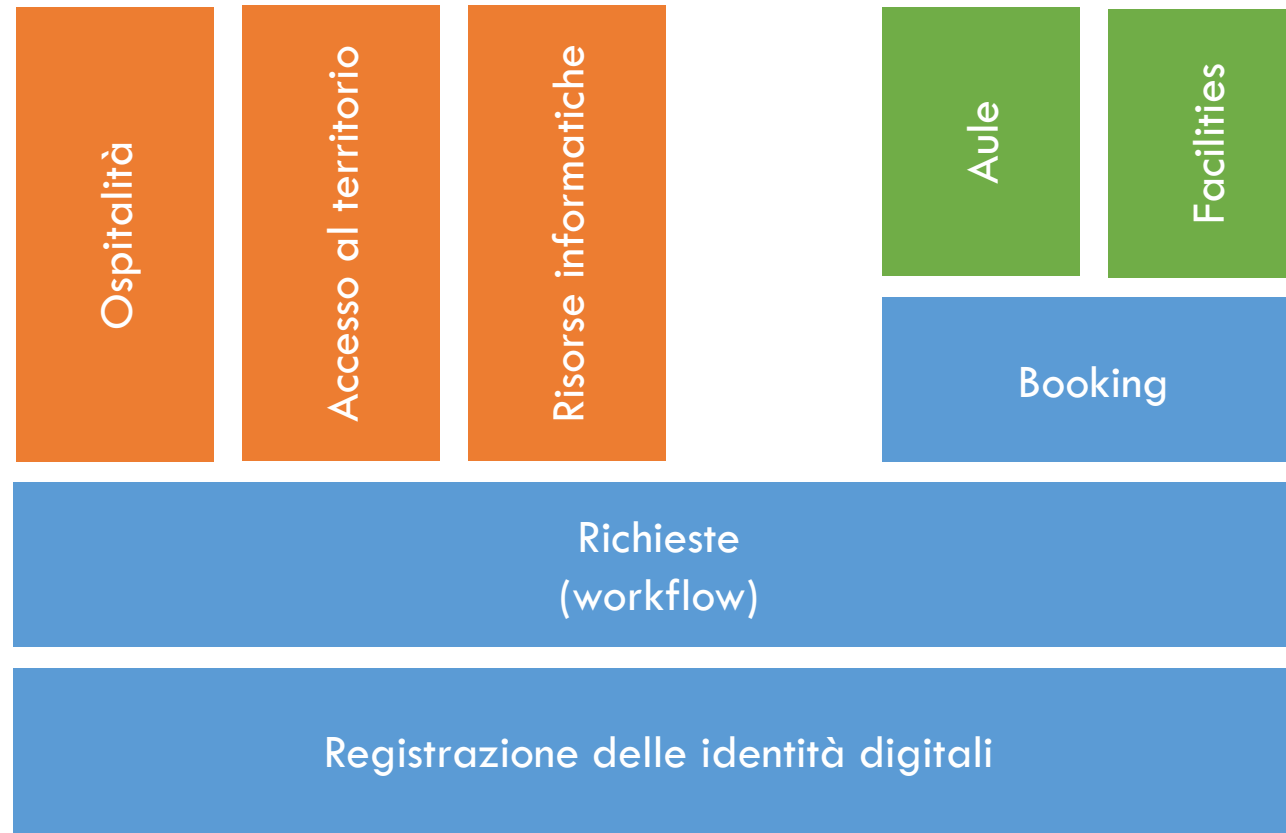 Ospitalità
Accesso al territorio
Risorse informatiche
Aule
Facilities
Booking
Richieste
(workflow)
Registrazione delle identità digitali